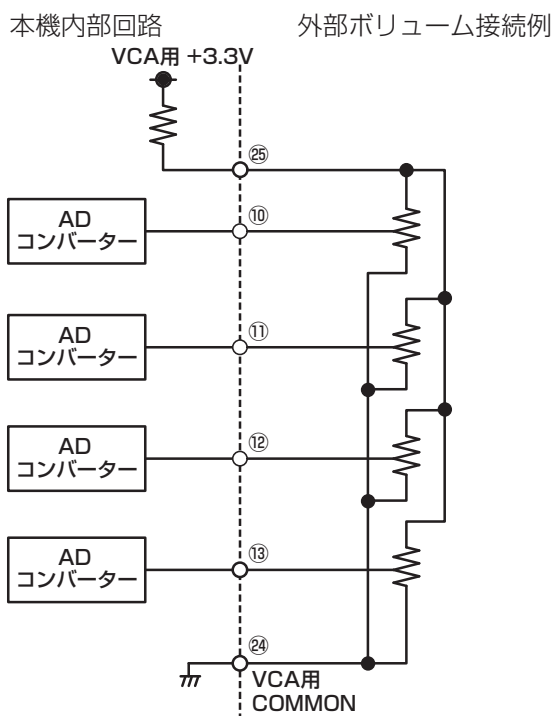 本機内部回路
外部ボリューム接続例
VCA用 +3.3V
㉕
AD
コンバーター
⑩
AD
コンバーター
⑪
AD
コンバーター
⑫
AD
コンバーター
⑬
㉔
VCA用
COMMON